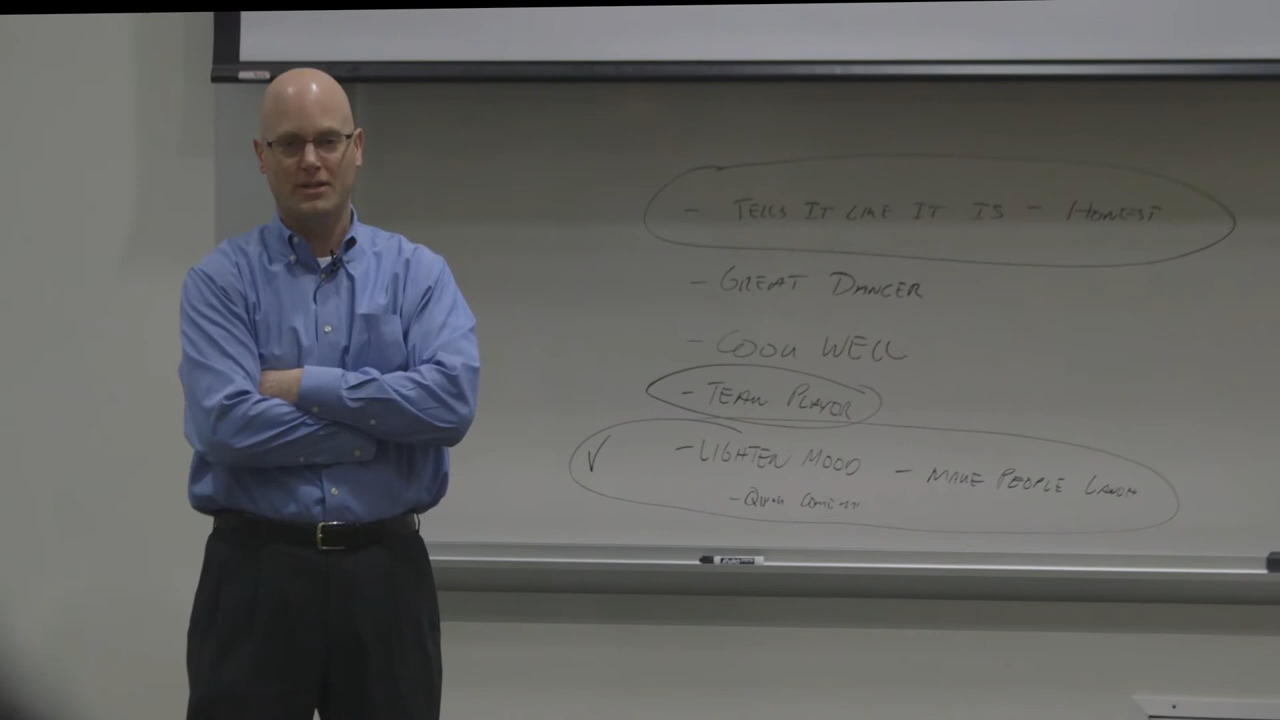 - TELLS IT LIKE IT IS - HONEST
- GREAT DANCER
- COOK WELL
- TEAM PLAYER
- LIGHTEN MOOD - MAKE PEOPLE LAUGH